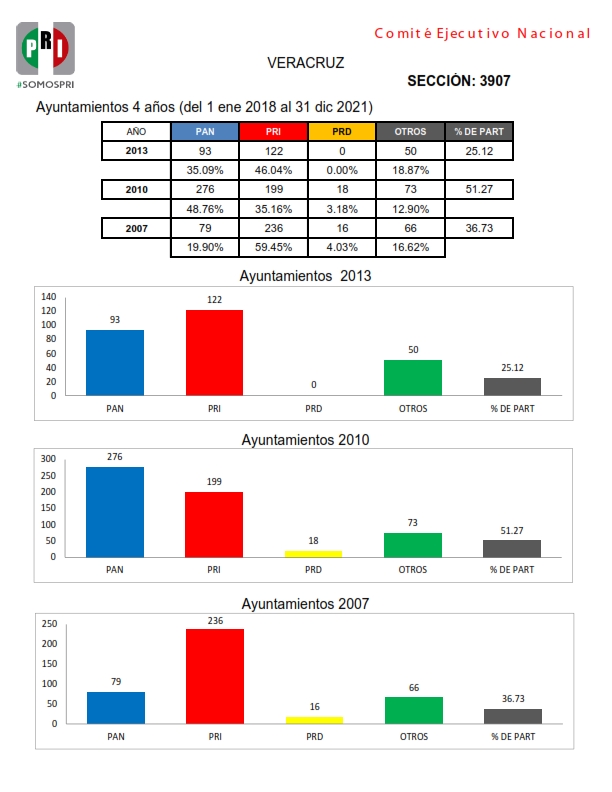 Comité Ejecutivo Nacional
PRI
#SOMOSPRI
VERACRUZ
SECCIÓN: 3907
Ayuntamientos 4 años (del 1 ene 2018 al 31 dic 2021)
AÑO PAN PRI PRD OTROS % DE PART
2013 93 122 0 50 25.12
35.09% 46.04% 0.00% 18.87%
2010 276 199 18 73 51.27
48.76% 35.16% 3.18% 12.90%
2007 79 236 16 66 36.73
19.90% 59.45% 4.03% 16.62%
Ayuntamientos 2013
140
120
100
80
60
40
20
0
93 122 0 50 25.12
PAN PRI PRD OTROS % DE PART
Ayuntamientos 2010
300
250
200
150
100
50
0
276 199 18 73 51.27
PAN PRI PRD OTROS % DE PART
Ayuntamientos 2007
250
200
150
100
50
0
79 236 16 66 36.73
PAN PRI PRD OTROS % DE PART